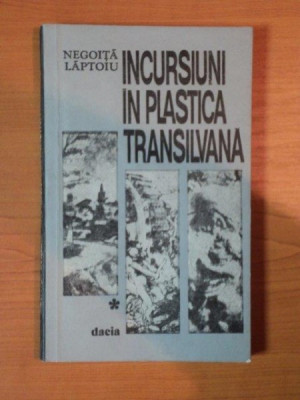 NEGOIȚĂ
LĂPTOIU
INCURSIUNI
IN PLASTICA
TRANSILVANA
*
dacia